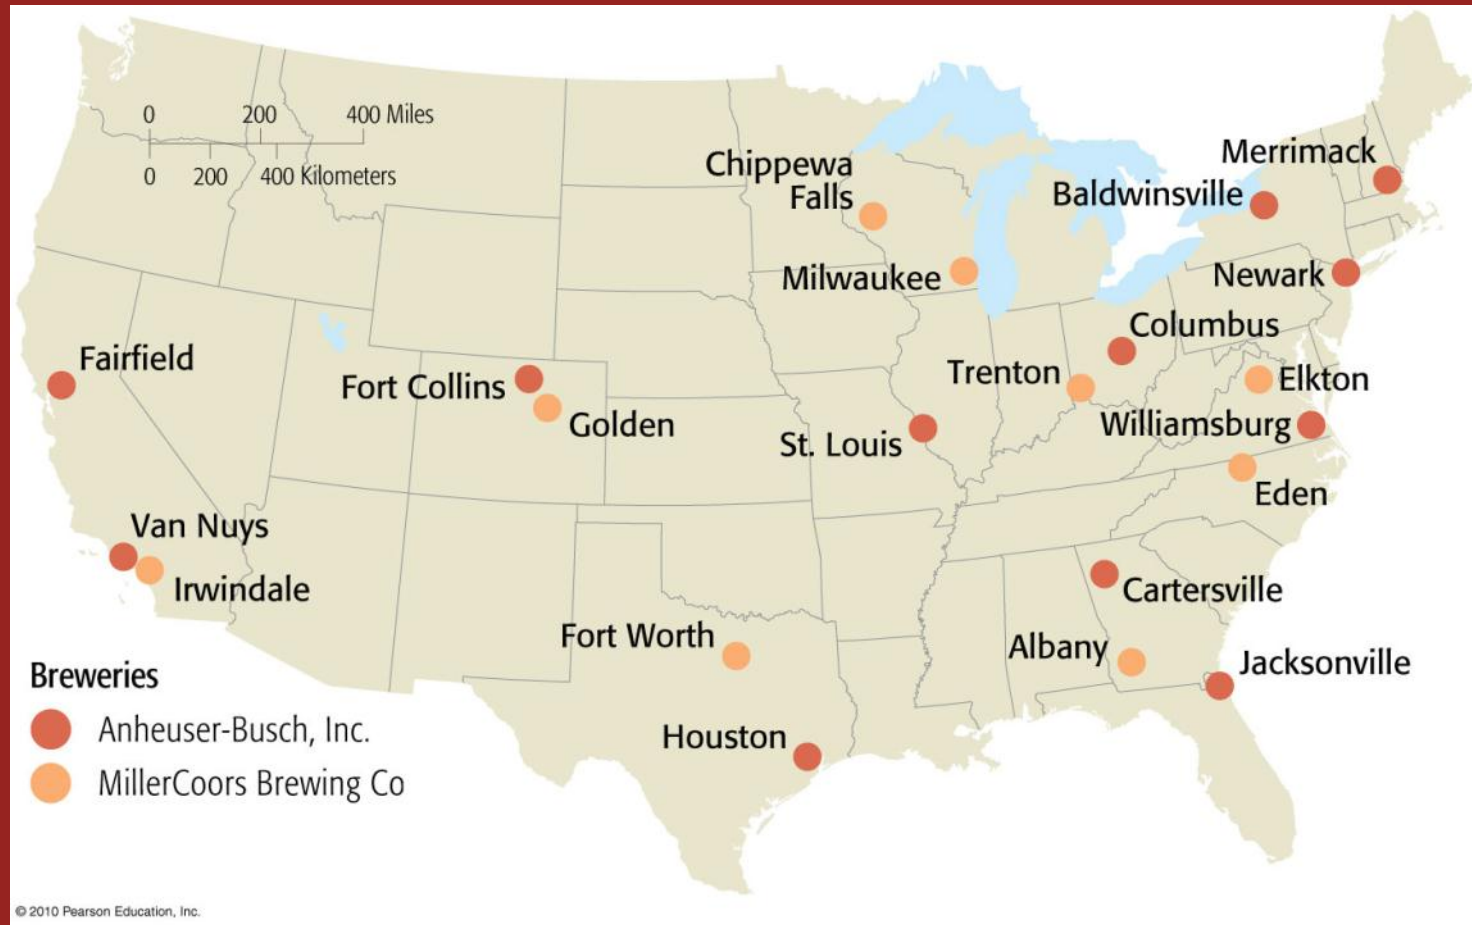 0 200 400 Miles
0 200 400 Kilometers
Merrimack
Chippewa
Falls
Baldwinsville
Milwaukee
Newark
Columbus
Fairfield
Trenton
Elkton
Fort Collins
Golden
Williamsburg
St. Louis
Eden
Van Nuys
Irwindale
Cartersville
Fort Worth
Albany
Jacksonville
Houston
Breweries
Anheuser-Busch, Inc.
MillerCoors Brewing Co
© 2010 Pearson Education, Inc.